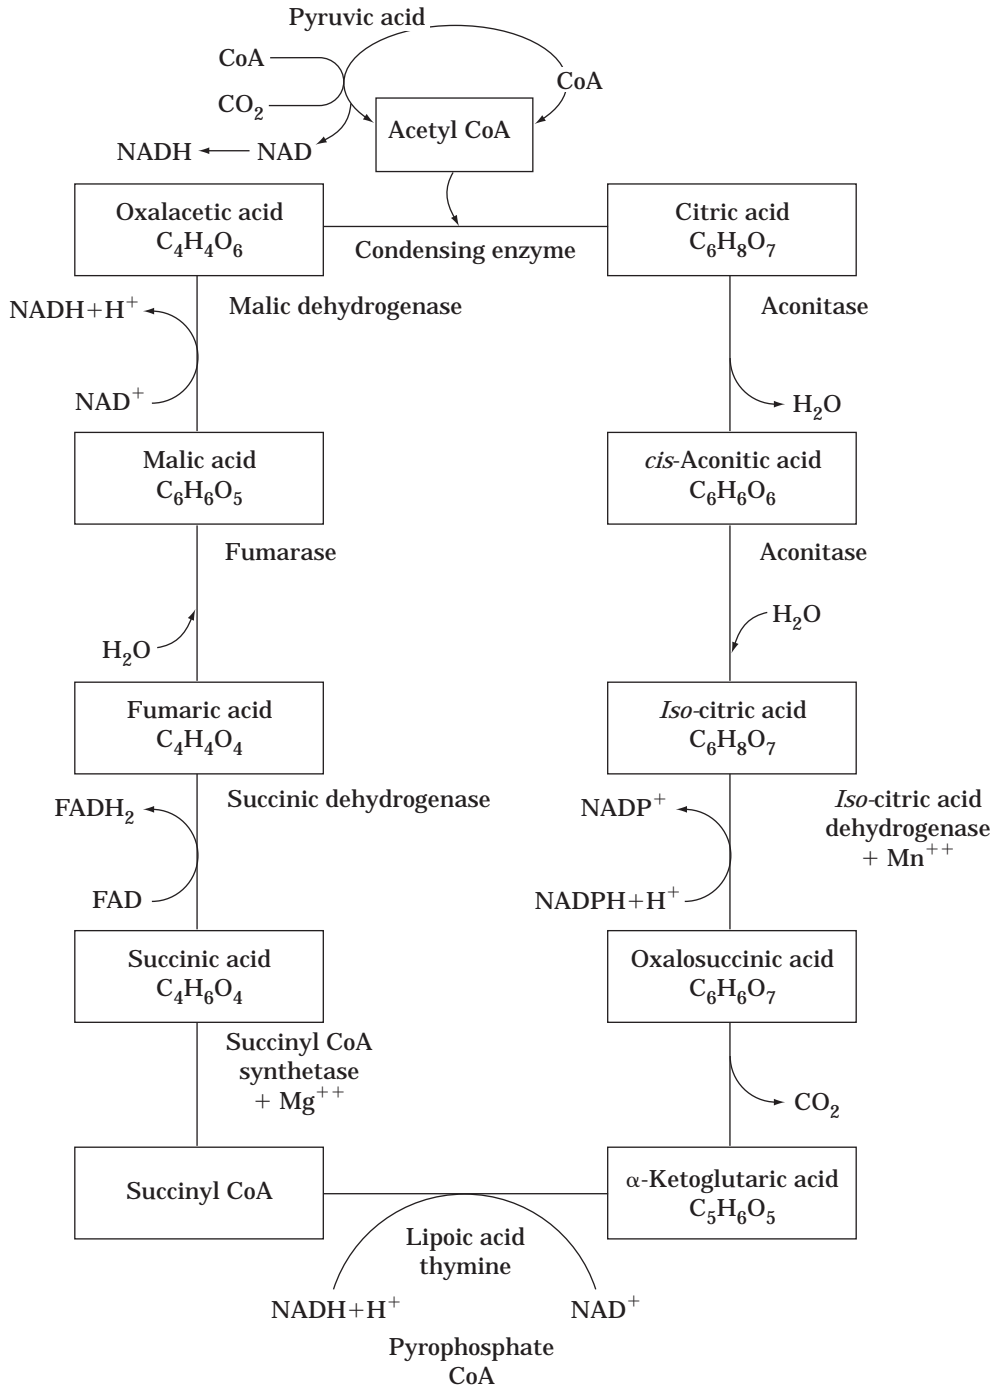 Pyruvic acid
CoA
CoA
CO₂
Acetyl CoA
NADH
NAD
Oxalacetic acid
C₄H₄O₆
Condensing enzyme
Citric acid
C₆H₈O₇
Malic dehydrogenase
NADH+H⁺
NAD⁺
Aconitase
H₂O
Malic acid
C₆H₆O₅
cis-Aconitic acid
C₆H₆O₆
Fumarase
H₂O
Aconitase
H₂O
Fumaric acid
C₄H₄O₄
Iso-citric acid
C₆H₈O₇
Succinic dehydrogenase
FADH₂
FAD
NADP⁺
NADPH+H⁺
Iso-citric acid
dehydrogenase
+ Mn⁺⁺
Succinic acid
C₄H₆O₄
Oxalosuccinic acid
C₆H₆O₇
Succinyl CoA
synthetase
+ Mg⁺⁺
CO₂
Succinyl CoA
α-Ketoglutaric acid
C₅H₆O₅
Lipoic acid
thymine
NADH+H⁺
NAD⁺
Pyrophosphate
CoA